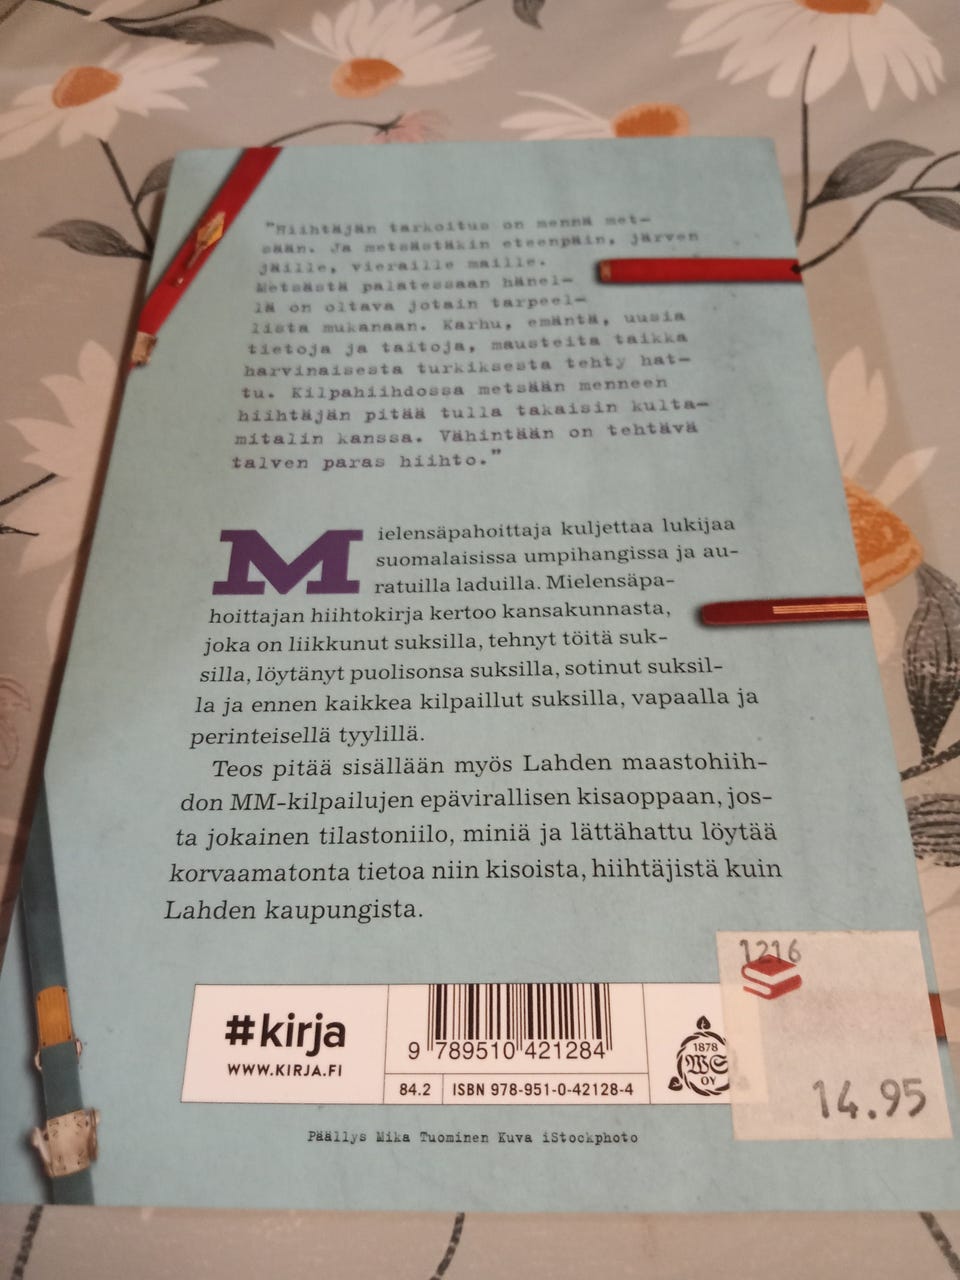 "Hiihtäjän tarkoitus on mennä met-
sään. Ja metsästäkin eteenpäin, järven
jäille, vieraille maille.
Metsästä palatessaan hänel-
lä on oltava jotain tarpeel-
lista mukanaan. Karhu, emäntä, uusia
tietoja ja taitoja, mausteita taikka
harvinaisesta turkiksesta tehty hat-
tu. Kilpahiihdossa metsään menneen
hiihtäjän pitää tulla takaisin kulta-
mitalin kanssa. Vähintään on tehtävä
talven paras hiihto."
Mielensäpahoittaja kuljettaa lukijaa
suomalaisissa umpihangissa ja au-
ratuilla laduilla. Mielensäpa-
hoittajan hiihtokirja kertoo kansakunnasta,
joka on liikkunut suksilla, tehnyt töitä suk-
silla, löytänyt puolisonsa suksilla, sotinut suksil-
la ja ennen kaikkea kilpaillut suksilla, vapaalla ja
perinteisellä tyylillä.
Teos pitää sisällään myös Lahden maastohiih-
don MM-kilpailujen epävirallisen kisaoppaan, jos-
ta jokainen tilastoniilo, miniä ja lättähattu löytää
korvaamatonta tietoa niin kisoista, hiihtäjistä kuin
Lahden kaupungista.
#kirja
WWW.KIRJA.FI
9 789510 421284
84.2 ISBN 978-951-0-42128-4
1878
WS
OY
1216
14.95
Päällys Mika Tuominen Kuva iStockphoto